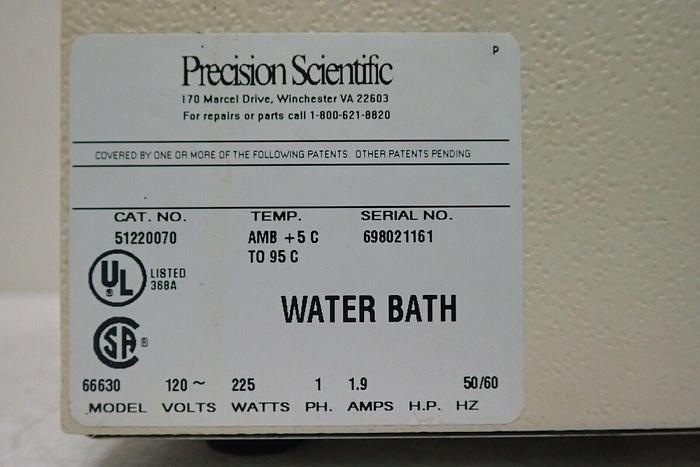 P
Precision Scientific
170 Marcel Drive, Winchester VA 22603
For repairs or parts call 1-800-621-8820
COVERED BY ONE OR MORE OF THE FOLLOWING PATENTS. OTHER PATENTS PENDING
CAT. NO. TEMP. SERIAL NO.
51220070 AMB +5 C 698021161
TO 95 C
UL ® LISTED
368A
WATER BATH
SA ®
66630 120 ~ 225 1 1.9 50/60
MODEL VOLTS WATTS PH. AMPS H.P. HZ